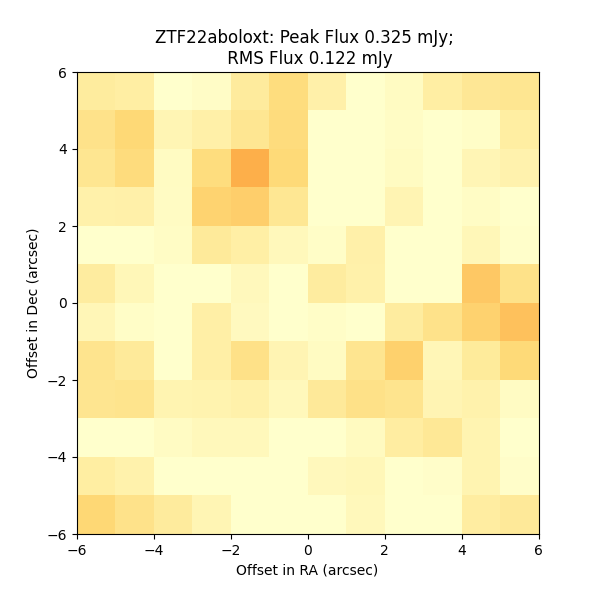 ZTF22aboloxt: Peak Flux 0.325 mJy;
RMS Flux 0.122 mJy
6
4
2
0
−2
−4
−6
Offset in Dec (arcsec)
−6 −4 −2 0 2 4 6
Offset in RA (arcsec)